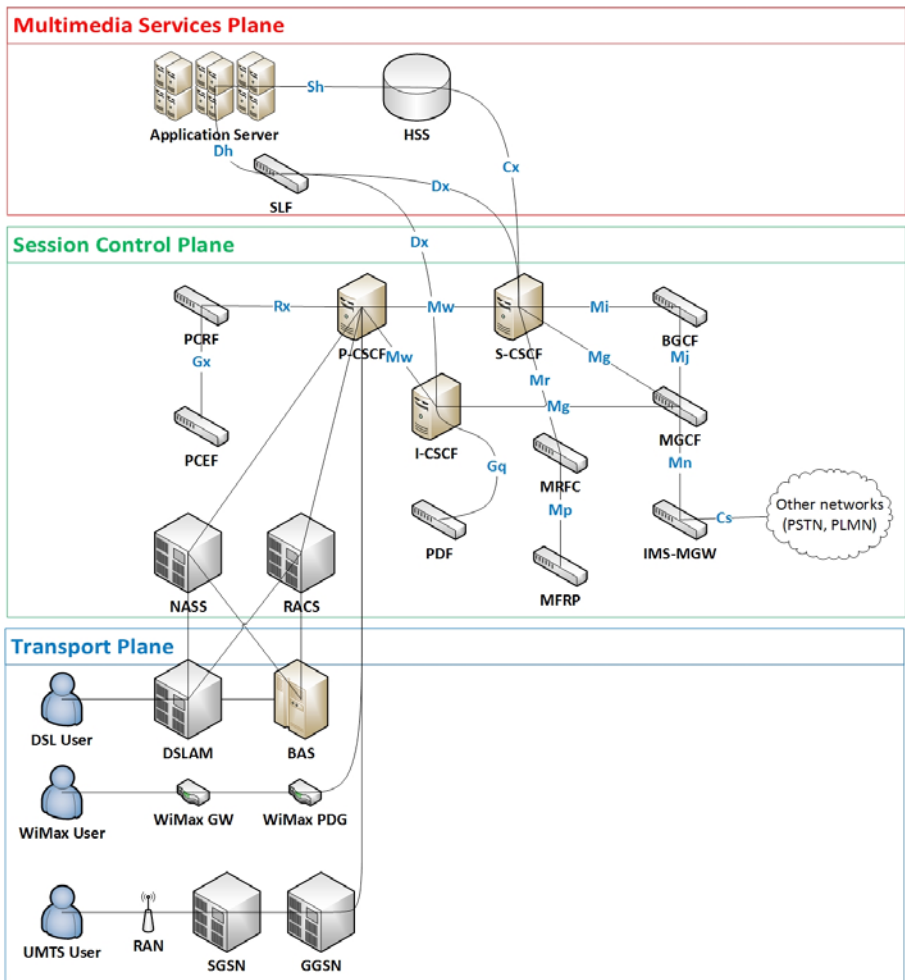 Multimedia Services Plane
Sh
Application Server
HSS
Dh
Cx
Dx
SLF
Session Control Plane
Dx
PCRF
Rx
P-CSCF
Mw
S-CSCF
Mi
BGCF
Gx
Mw
Mg
Mj
Mr
Mg
PCEF
I-CSCF
MGCF
Gq
MRFC
Mn
Mp
Cs
Other networks
(PSTN, PLMN)
PDF
IMS-MGW
MFRP
NASS
RACS
Transport Plane
DSL User
DSLAM
BAS
WiMax User
WiMax GW
WiMax PDG
UMTS User
RAN
SGSN
GGSN